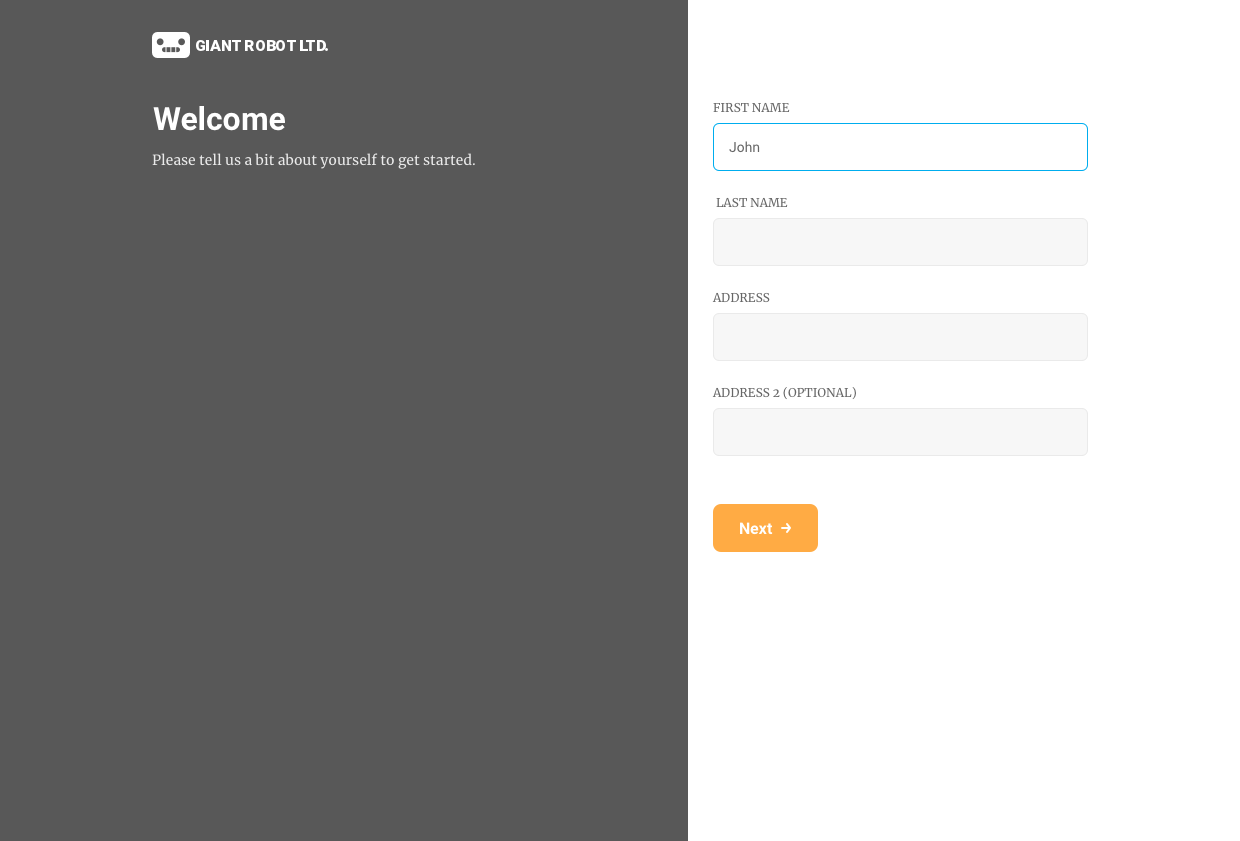 GIANT ROBOT LTD.
Welcome
Please tell us a bit about yourself to get started.
FIRST NAME
John
LAST NAME
ADDRESS
ADDRESS 2 (OPTIONAL)
Next →